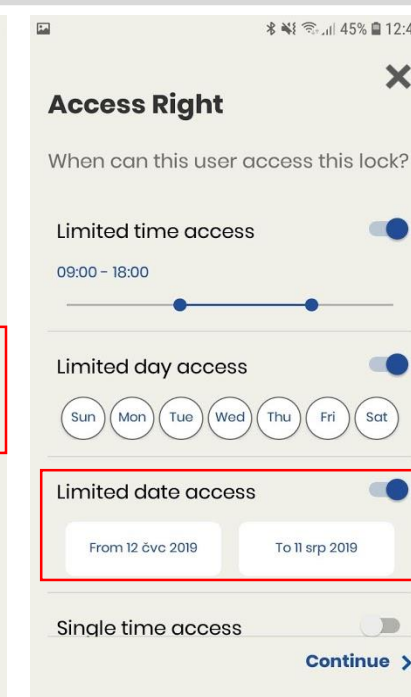 45% 12:4
Access Right
When can this user access this lock?
Limited time access
09:00 - 18:00
Limited day access
Sun Mon Tue Wed Thu Fri Sat
Limited date access
From 12 čvc 2019 To 11 srp 2019
Single time access
Continue